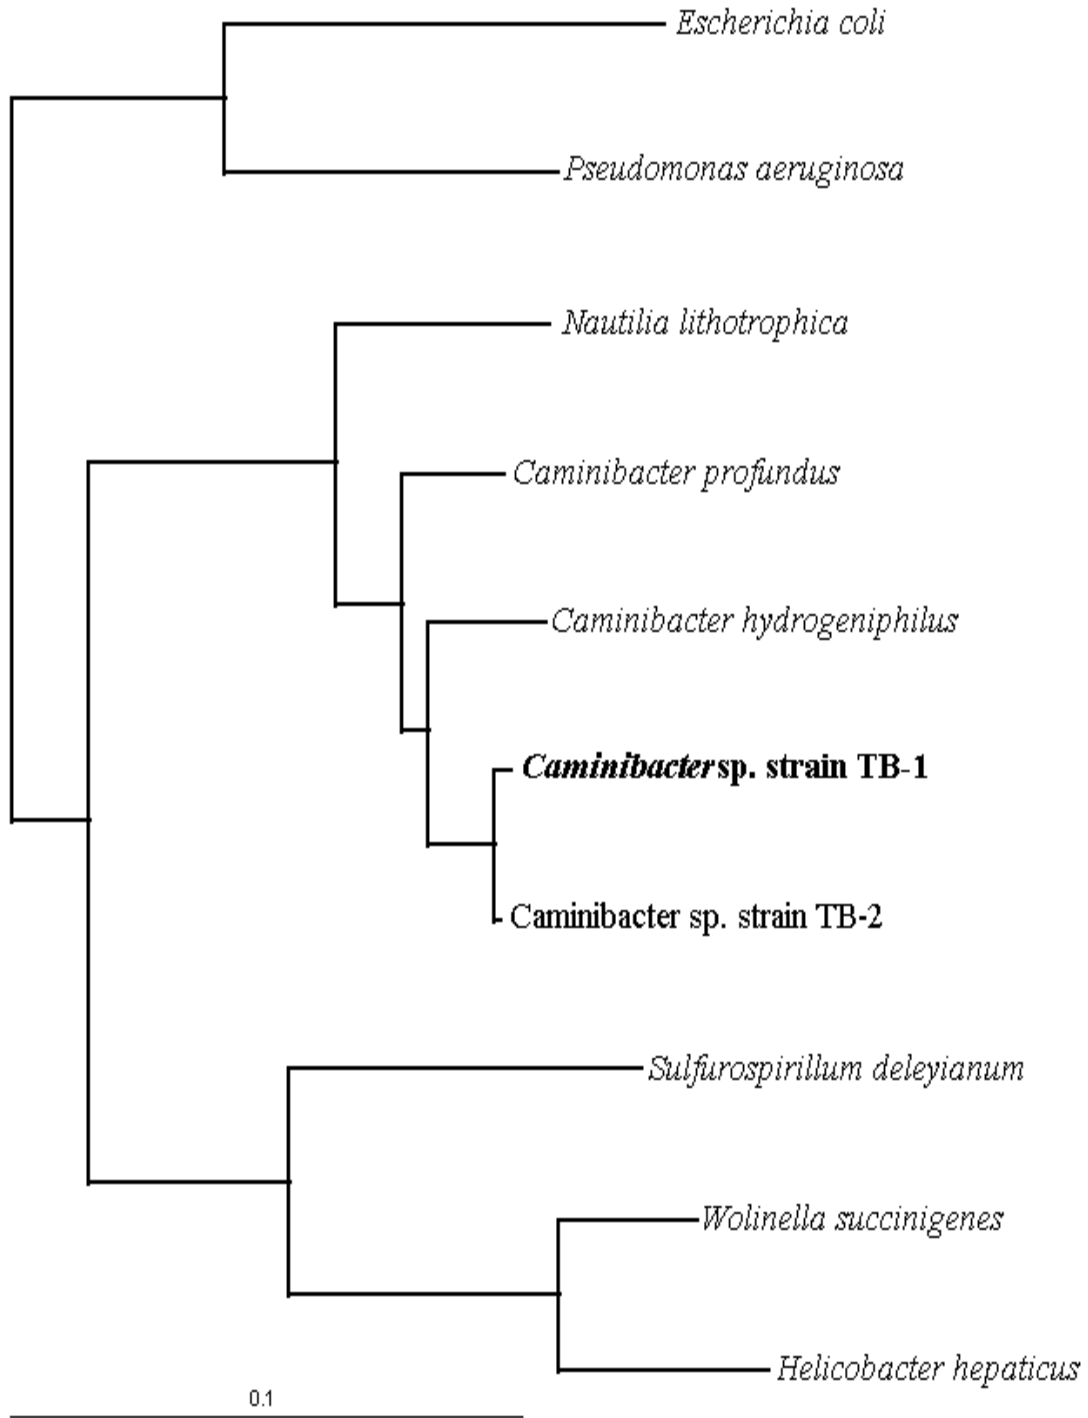 Escherichia coli
Pseudomonas aeruginosa
Nautilia lithotrophica
Caminibacter profundus
Caminibacter hydrogeniphilus
Caminibacter sp. strain TB-1
Caminibacter sp. strain TB-2
Sulfurospirillum deleyianum
Wolinella succinigenes
Helicobacter hepaticus
0.1